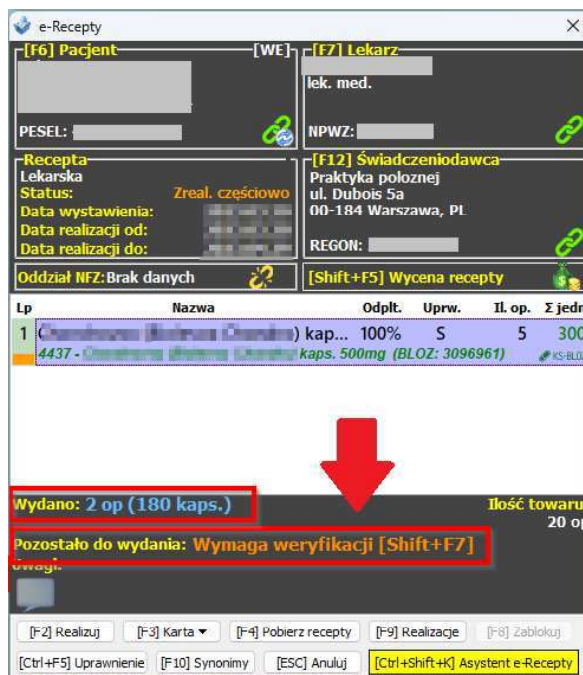 e-Recepty
[F6] Pacjent [WE]
PESEL:
[F7] Lekarz
lek. med.
NPWZ:
Recepta
Lekarska
Status: Zreal. częściowo
Data wystawienia:
Data realizacji od:
Data realizacji do:
[F12] Świadczeniodawca
Praktyka położnej
ul. Dubois 5a
00-184 Warszawa, PL
REGON:
Oddział NFZ:Brak danych
[Shift+F5] Wycena recepty
Lp Nazwa Odpłt. Uprw. Il. op. Σ jedn
1 kap... 100% S 5 300
4437 - kaps. 500mg (BLOZ: 3096961) KS-BLO
Wydano: 2 op (180 kaps.)
Ilość towaru
20 op
Pozostało do wydania: Wymaga weryfikacji [Shift+F7]
Uwagi:
[F2] Realizuj [F3] Karta [F4] Pobierz recepty [F9] Realizacje [F8] Zablokuj
[Ctrl+F5] Uprawnienie [F10] Synonimy [ESC] Anuluj [Ctrl+Shift+K] Asystent e-Recepty